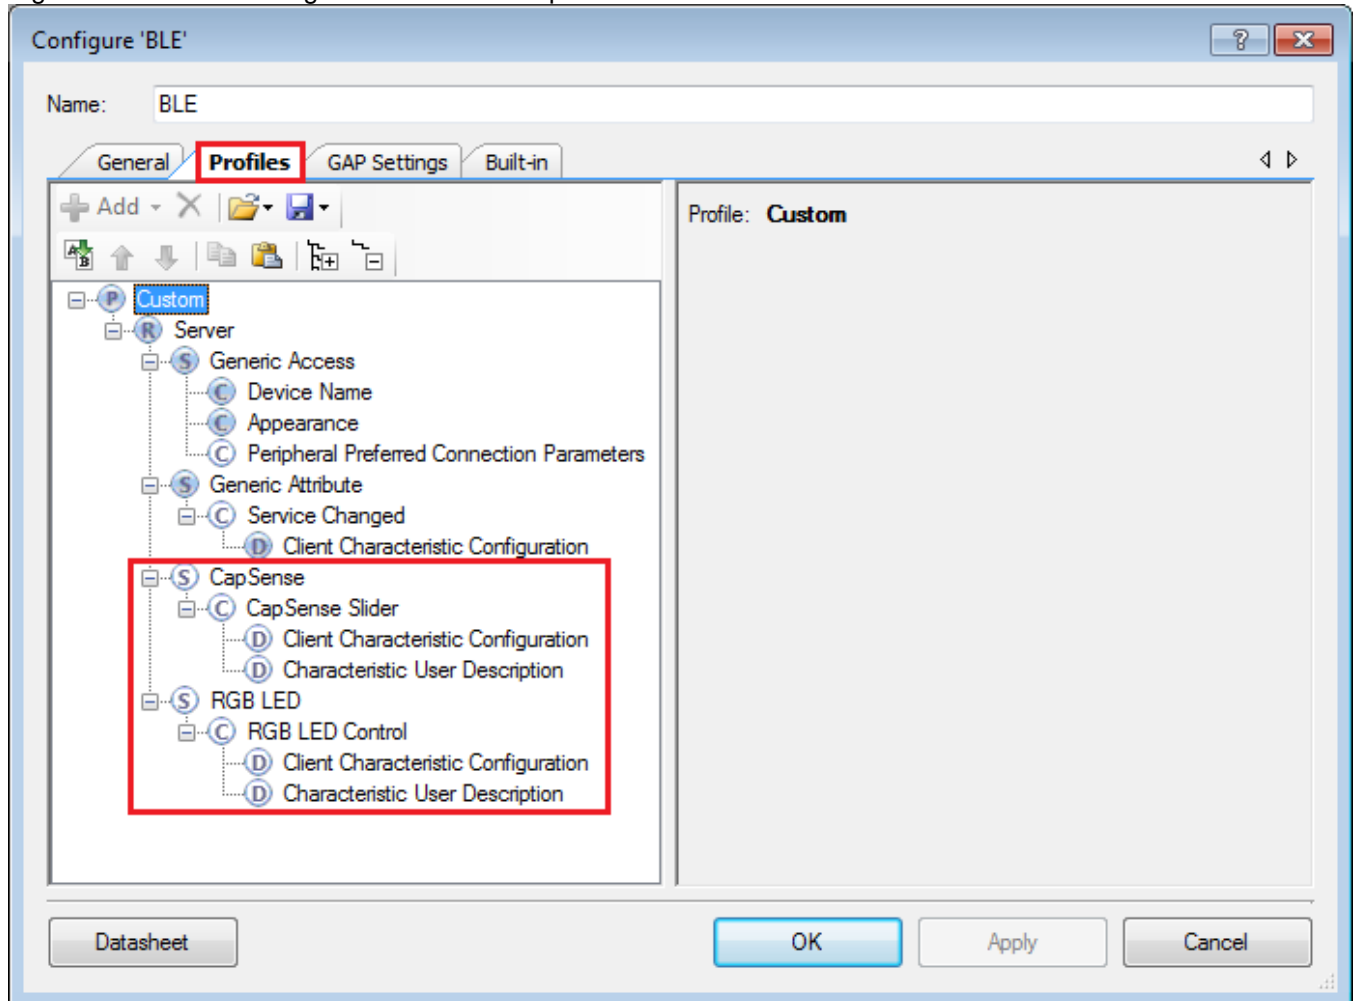 Configure 'BLE'
Name: BLE
General Profiles GAP Settings Built-in
Add
Profile: Custom
A B
P Custom
R Server
S Generic Access
C Device Name
C Appearance
C Peripheral Preferred Connection Parameters
S Generic Attribute
C Service Changed
D Client Characteristic Configuration
S CapSense
C CapSense Slider
D Client Characteristic Configuration
D Characteristic User Description
S RGB LED
C RGB LED Control
D Client Characteristic Configuration
D Characteristic User Description
Datasheet OK Apply Cancel